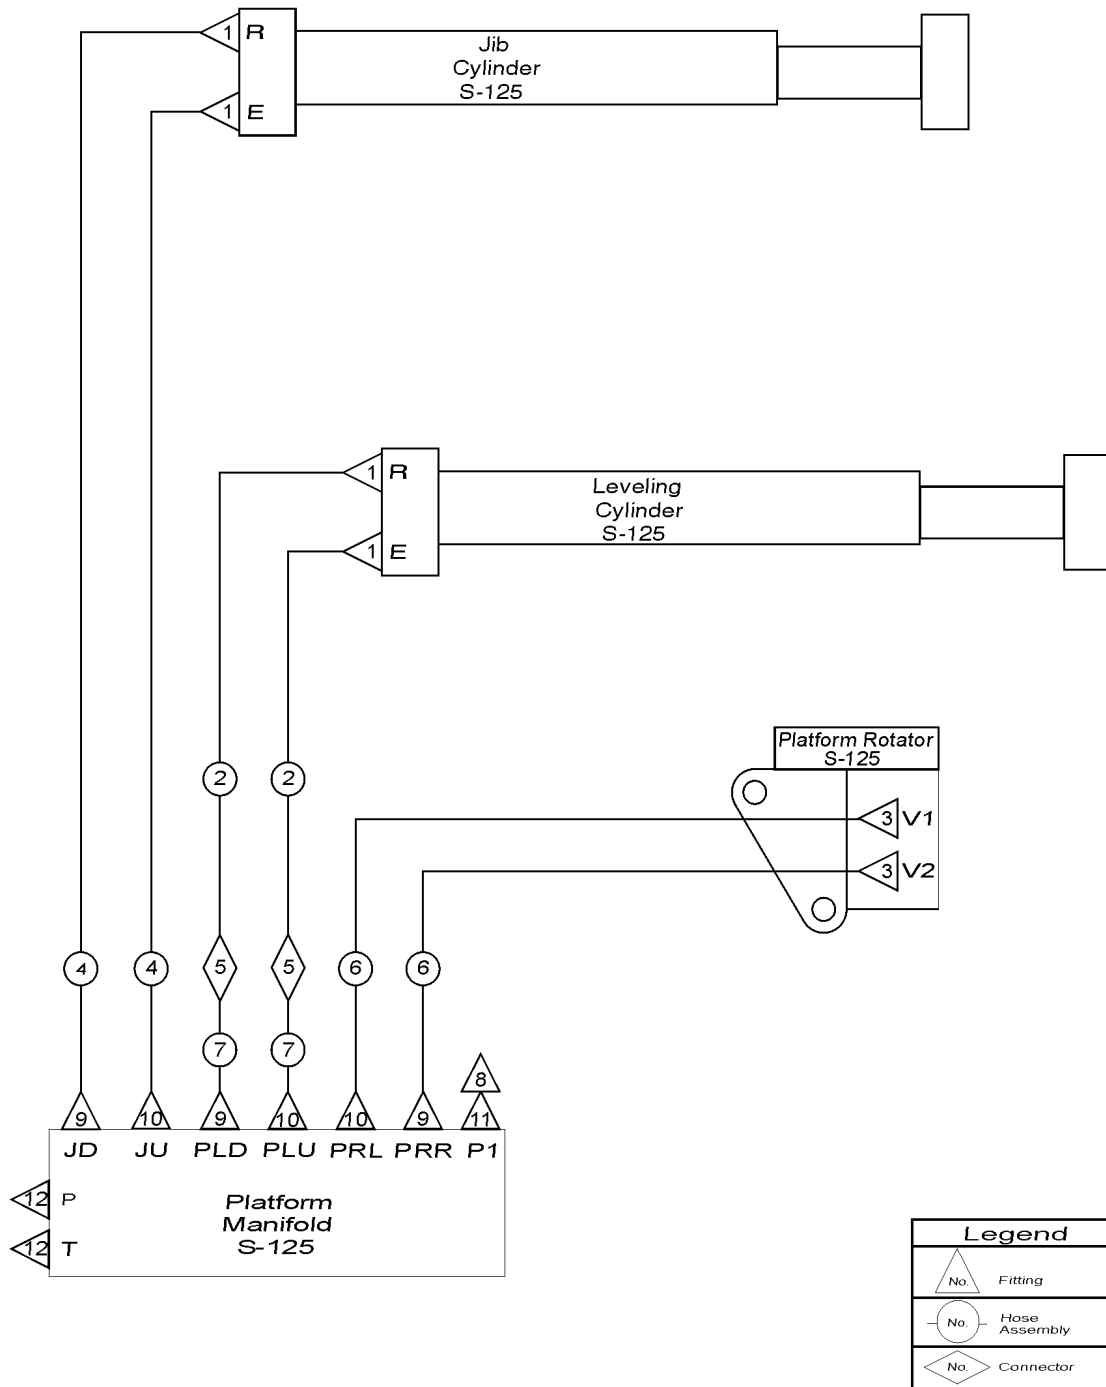 1 R
Jib
Cylinder
S-125
1 E
1 R
Leveling
Cylinder
S-125
1 E
Platform Rotator
S-125
2 2
3 V1
3 V2
4 4 5 5 6 6
7 7
8
9 10 9 10 10 9 11
JD JU PLD PLU PRL PRR P1
12 P
Platform
Manifold
S-125
12 T
Legend
No. Fitting
No. Hose
Assembly
No. Connector